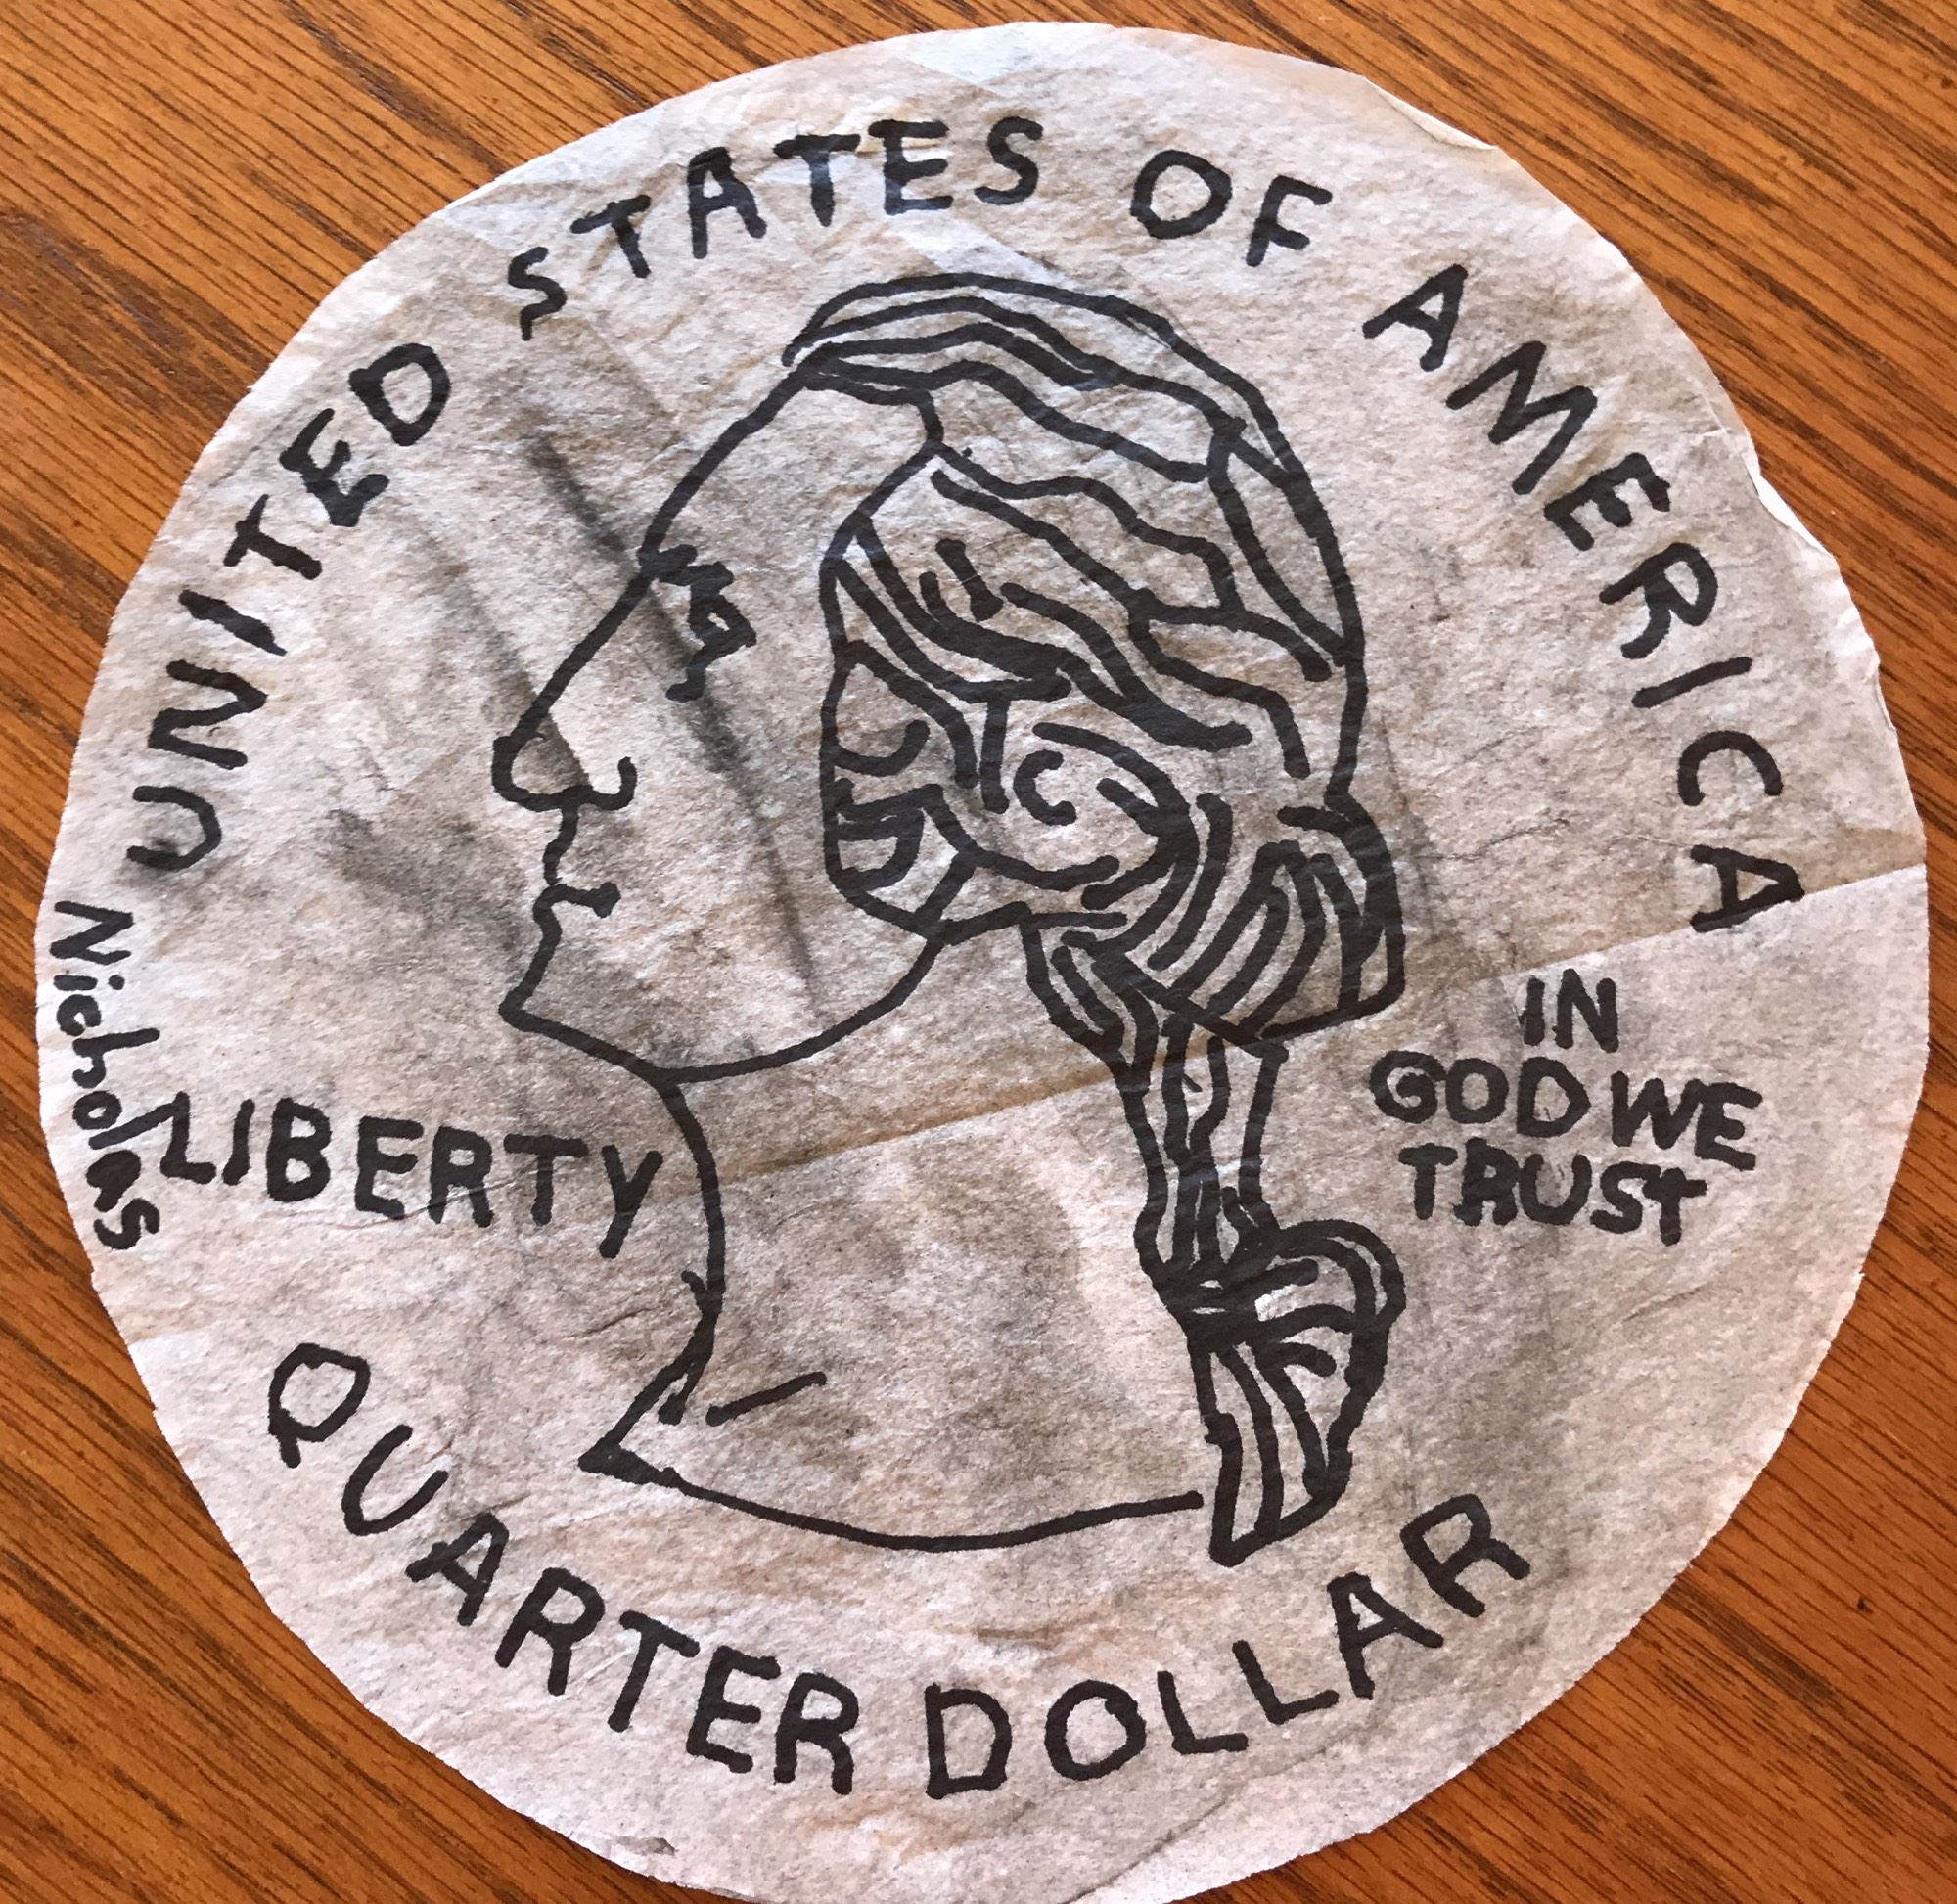 UNITED STATES OF AMERICA
Nicholas
LIBERTY
IN
GOD WE
TRUST
QUARTER DOLLAR